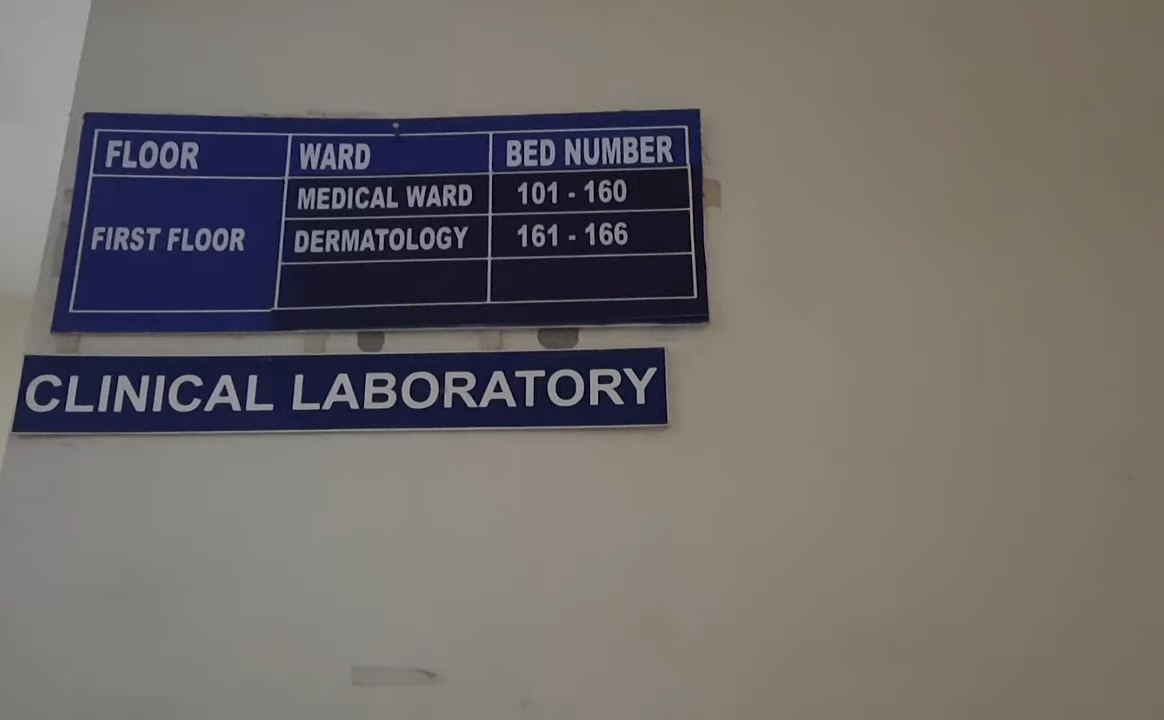 FLOOR WARD BED NUMBER
MEDICAL WARD 101 - 160
FIRST FLOOR DERMATOLOGY 161 - 166
CLINICAL LABORATORY